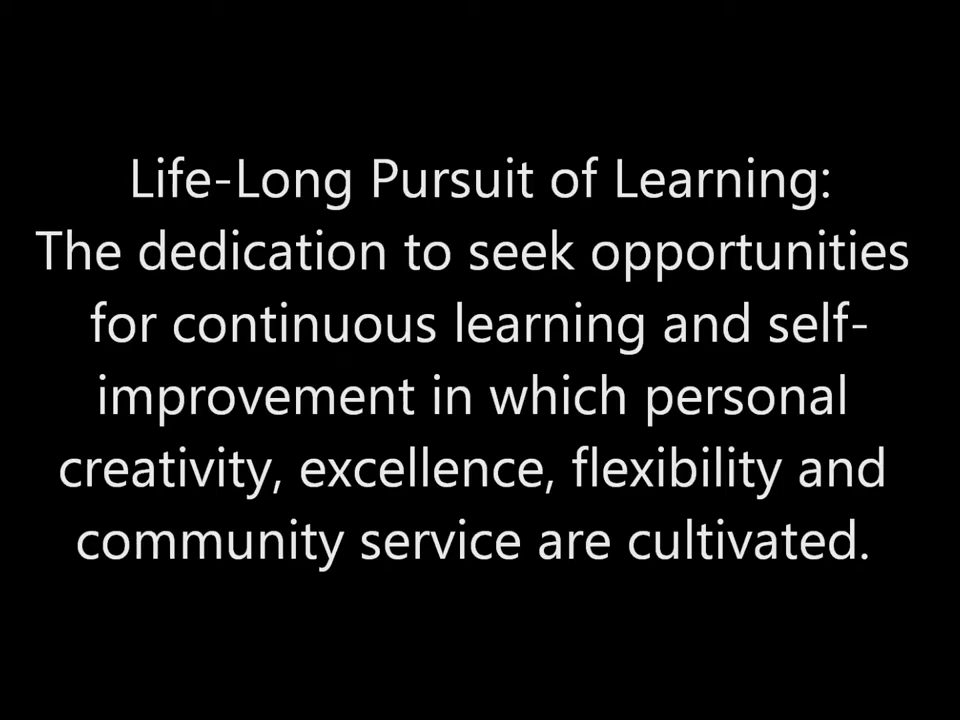 Life-Long Pursuit of Learning:
The dedication to seek opportunities
for continuous learning and self-
improvement in which personal
creativity, excellence, flexibility and
community service are cultivated.